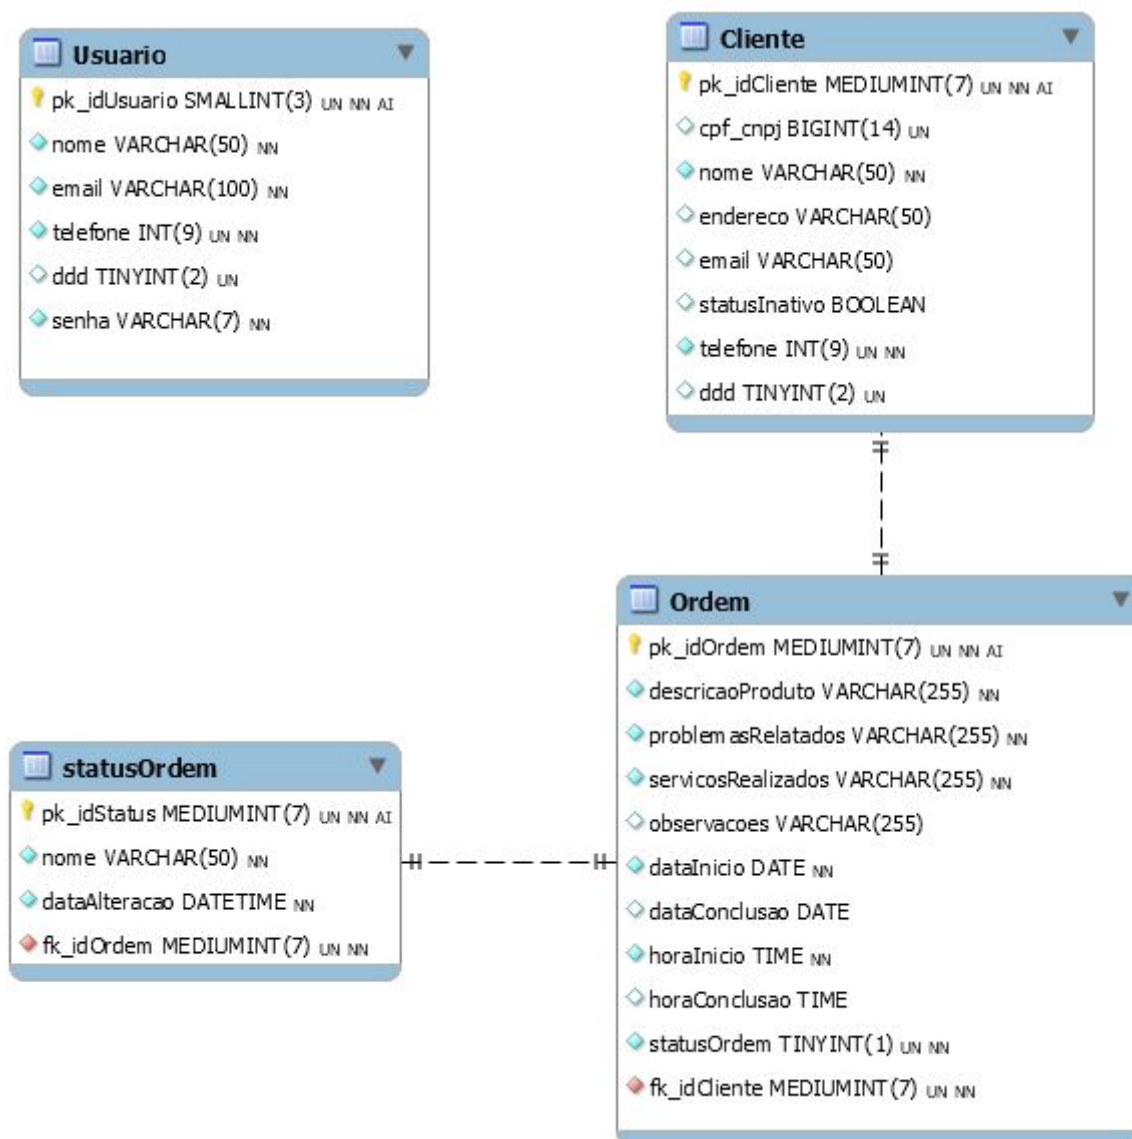 Usuario
pk_idUsuario SMALLINT(3) UN NN AI
nome VARCHAR(50) NN
email VARCHAR(100) NN
telefone INT(9) UN NN
ddd TINYINT(2) UN
senha VARCHAR(7) NN
Cliente
pk_idCliente MEDIUMINT(7) UN NN AI
cpf_cnpj BIGINT(14) UN
nome VARCHAR(50) NN
endereco VARCHAR(50)
email VARCHAR(50)
statusInativo BOOLEAN
telefone INT(9) UN NN
ddd TINYINT(2) UN
statusOrdem
pk_idStatus MEDIUMINT(7) UN NN AI
nome VARCHAR(50) NN
dataAlteracao DATETIME NN
fk_idOrdem MEDIUMINT(7) UN NN
Ordem
pk_idOrdem MEDIUMINT(7) UN NN AI
descricaoProduto VARCHAR(255) NN
problemasRelatados VARCHAR(255) NN
servicosRealizados VARCHAR(255) NN
observacoes VARCHAR(255)
dataInicio DATE NN
dataConclusao DATE
horaInicio TIME NN
horaConclusao TIME
statusOrdem TINYINT(1) UN NN
fk_idCliente MEDIUMINT(7) UN NN